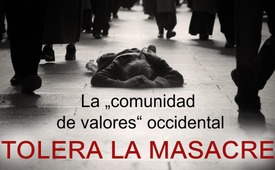 La „comunidad
de valores“ occidental
TOLERA LA MASACRE